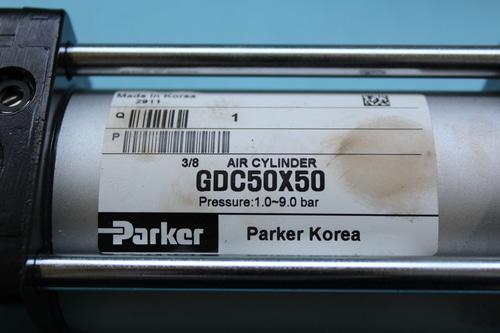 Made in Korea
2911
Q 1
P
3/8 AIR CYLINDER
GDC50X50
Pressure:1.0~9.0 bar
Parker Parker Korea